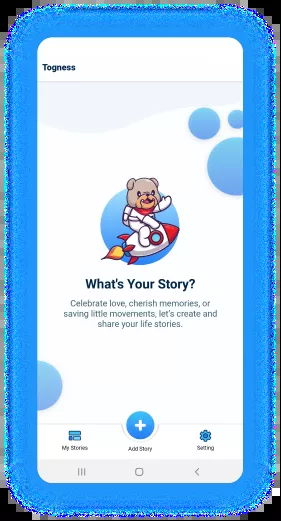 Togness
What's Your Story?
Celebrate love, cherish memories, or
saving little movements, let's create and
share your life stories.
My Stories
Add Story
Setting